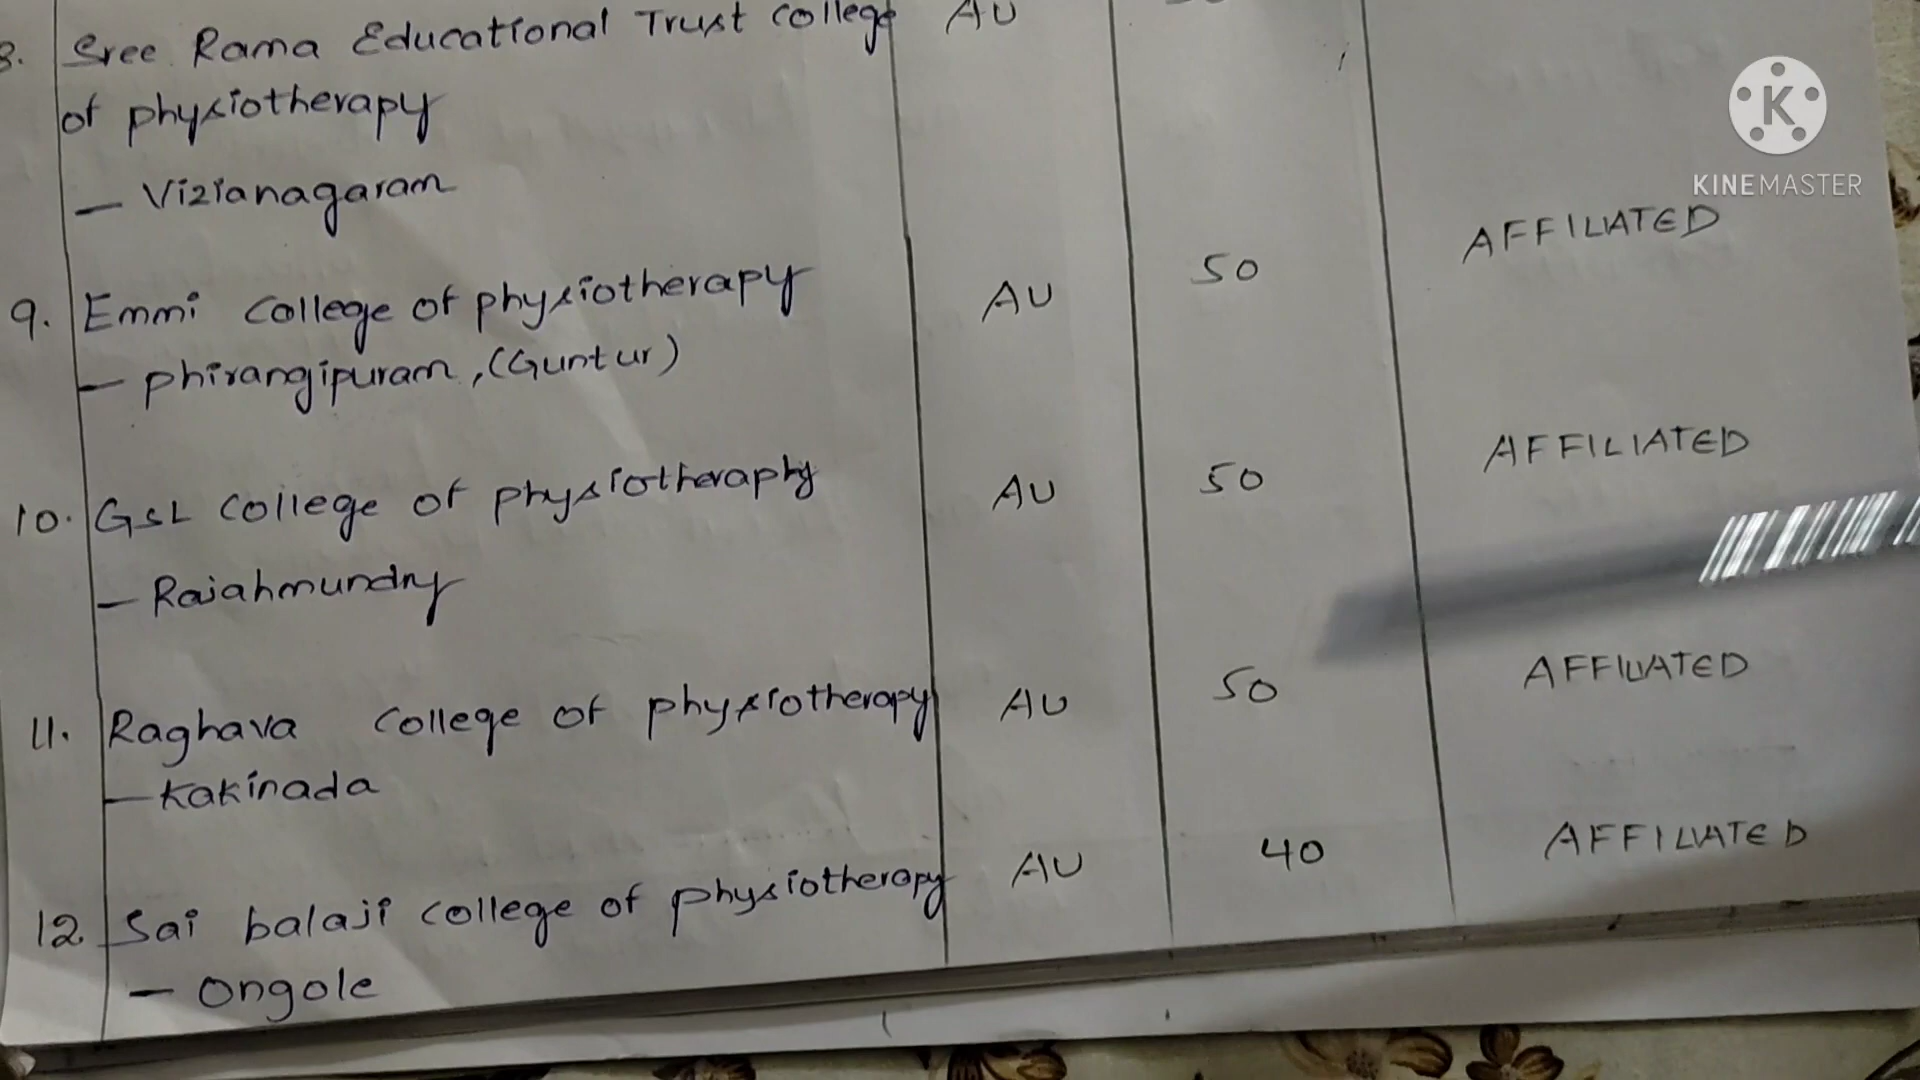 8. Sree Rama Educational Trust College AU
of physiotherapy
- Vizianagaram
9. Emmi College of physiotherapy AU 50 AFFILIATED
- phirangipuram, (Guntur)
10. GSL College of physiotheraphy AU 50 AFFILIATED
- Rajahmundry
11. Raghava College of physiotherapy AU 50 AFFILIATED
- Kakinada
12 Sai balaji college of physiotherapy AU 40 AFFILIATED
- Ongole
K
KINEMASTER